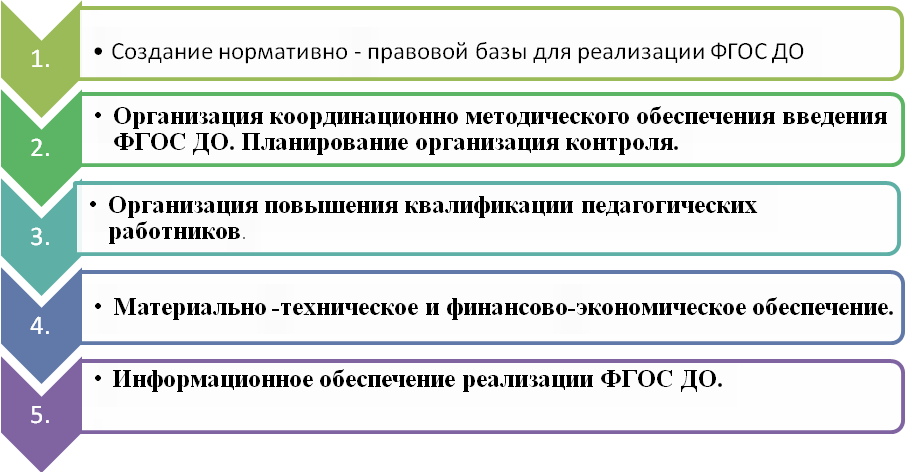 1.
• Создание нормативно - правовой базы для реализации ФГОС ДО
2.
• Организация координационно методического обеспечения введения
ФГОС ДО. Планирование организация контроля.
3.
• Организация повышения квалификации педагогических
работников.
4.
• Материально -техническое и финансово-экономическое обеспечение.
5.
• Информационное обеспечение реализации ФГОС ДО.